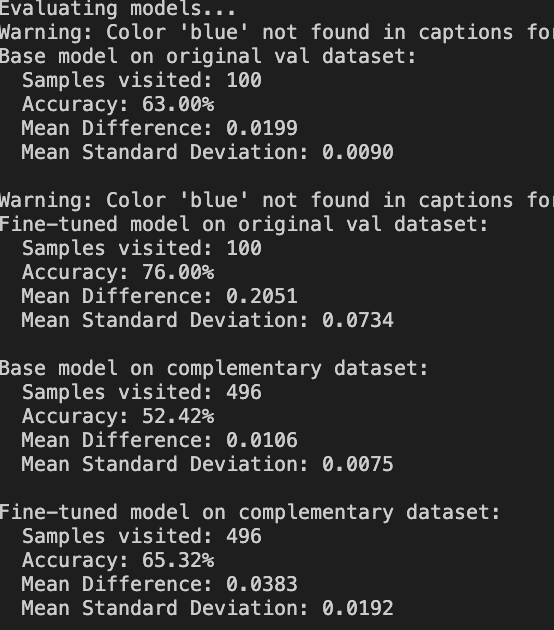 Evaluating models...
Warning: Color 'blue' not found in captions for
Base model on original val dataset:
Samples visited: 100
Accuracy: 63.00%
Mean Difference: 0.0199
Mean Standard Deviation: 0.0090
Warning: Color 'blue' not found in captions for
Fine-tuned model on original val dataset:
Samples visited: 100
Accuracy: 76.00%
Mean Difference: 0.2051
Mean Standard Deviation: 0.0734
Base model on complementary dataset:
Samples visited: 496
Accuracy: 52.42%
Mean Difference: 0.0106
Mean Standard Deviation: 0.0075
Fine-tuned model on complementary dataset:
Samples visited: 496
Accuracy: 65.32%
Mean Difference: 0.0383
Mean Standard Deviation: 0.0192